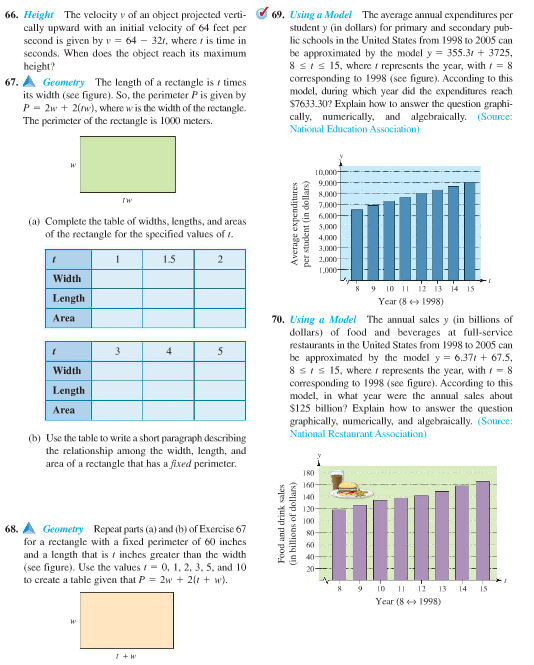 66. Height The velocity v of an object projected verti-
cally upward with an initial velocity of 64 feet per
second is given by v = 64 − 32t, where t is time in
seconds. When does the object reach its maximum
height?
67. Geometry The length of a rectangle is t times
its width (see figure). So, the perimeter P is given by
P = 2w + 2(tw), where w is the width of the rectangle.
The perimeter of the rectangle is 1000 meters.
w
tw
(a) Complete the table of widths, lengths, and areas
of the rectangle for the specified values of t.
t 1 1.5 2
Width
Length
Area
t 3 4 5
Width
Length
Area
(b) Use the table to write a short paragraph describing
the relationship among the width, length, and
area of a rectangle that has a fixed perimeter.
68. Geometry Repeat parts (a) and (b) of Exercise 67
for a rectangle with a fixed perimeter of 60 inches
and a length that is t inches greater than the width
(see figure). Use the values t = 0, 1, 2, 3, 5, and 10
to create a table given that P = 2w + 2(t + w).
w
t + w
69. Using a Model The average annual expenditures per
student y (in dollars) for primary and secondary pub-
lic schools in the United States from 1998 to 2005 can
be approximated by the model y = 355.3t + 3725,
8 ≤ t ≤ 15, where t represents the year, with t = 8
corresponding to 1998 (see figure). According to this
model, during which year did the expenditures reach
$7633.30? Explain how to answer the question graphi-
cally, numerically, and algebraically. (Source:
National Education Association)
y
Average expenditures
per student (in dollars)
10,000
9,000
8,000
7,000
6,000
5,000
4,000
3,000
2,000
1,000
8 9 10 11 12 13 14 15
t
Year (8 ↔ 1998)
70. Using a Model The annual sales y (in billions of
dollars) of food and beverages at full-service
restaurants in the United States from 1998 to 2005 can
be approximated by the model y = 6.37t + 67.5,
8 ≤ t ≤ 15, where t represents the year, with t = 8
corresponding to 1998 (see figure). According to this
model, in what year were the annual sales about
$125 billion? Explain how to answer the question
graphically, numerically, and algebraically. (Source:
National Restaurant Association)
y
Food and drink sales
(in billions of dollars)
180
160
140
120
100
80
60
40
20
8 9 10 11 12 13 14 15
t
Year (8 ↔ 1998)